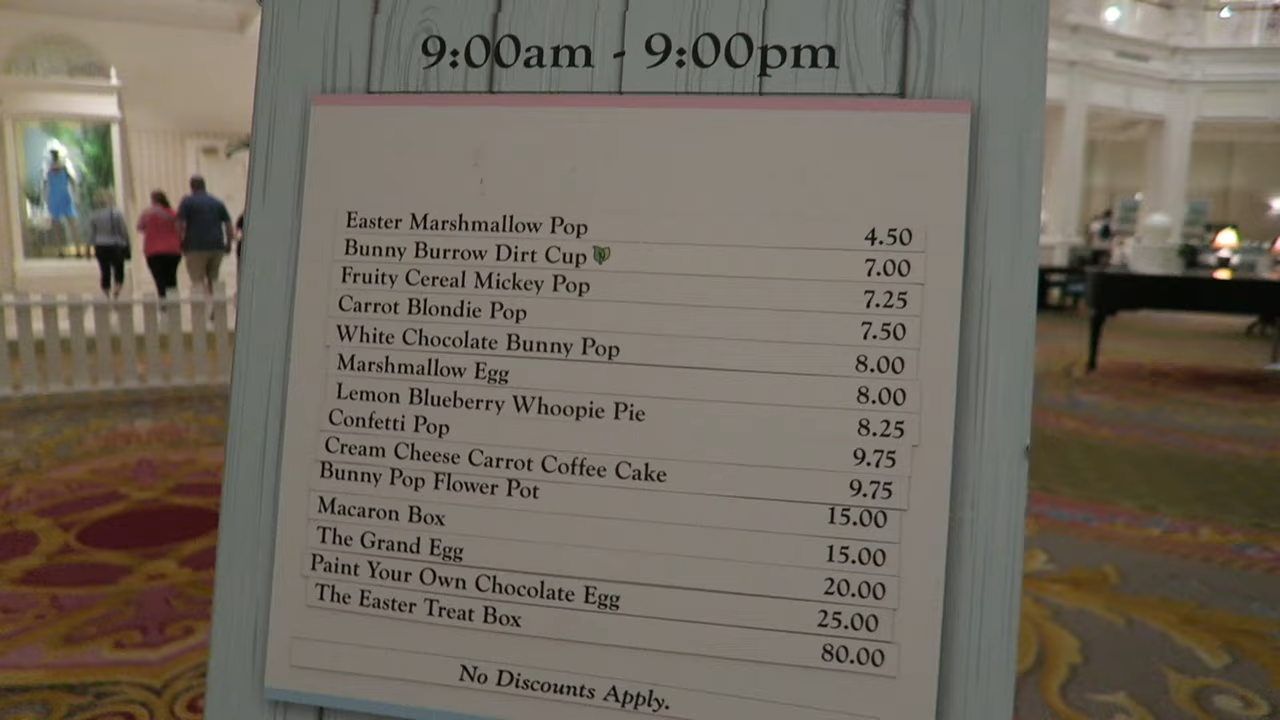 9:00am - 9:00pm
Easter Marshmallow Pop 4.50
Bunny Burrow Dirt Cup 7.00
Fruity Cereal Mickey Pop 7.25
Carrot Blondie Pop 7.50
White Chocolate Bunny Pop 8.00
Marshmallow Egg 8.00
Lemon Blueberry Whoopie Pie 8.25
Confetti Pop 9.75
Cream Cheese Carrot Coffee Cake 9.75
Bunny Pop Flower Pot 15.00
Macaron Box 15.00
The Grand Egg 20.00
Paint Your Own Chocolate Egg 25.00
The Easter Treat Box 80.00
No Discounts Apply.